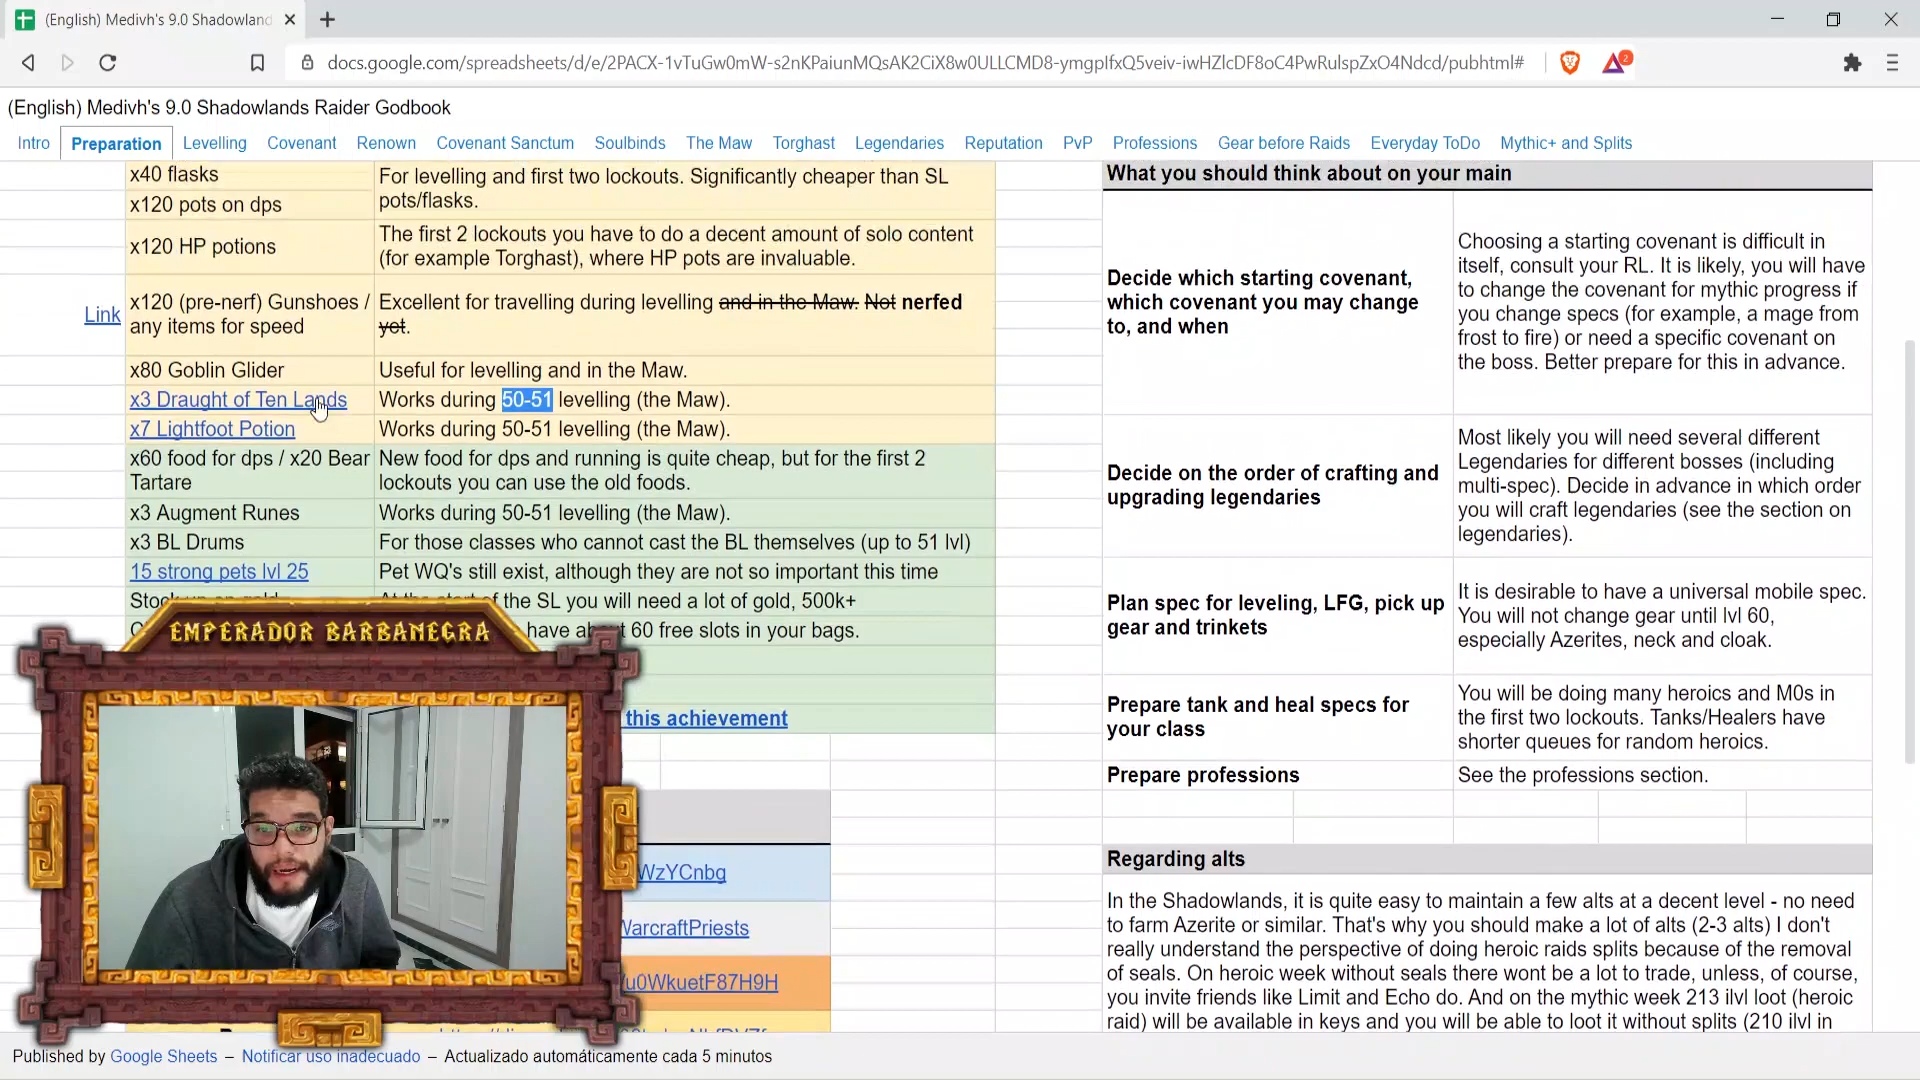 (English) Medivh's 9.0 Shadowland
docs.google.com/spreadsheets/d/e/2PACX-1vTuGw0mW-s2nKPaiunMQsAK2CiX8w0ULLCMD8-ymgplfxQ5veiv-iwHZlcDF8oC4PwRulspZxO4Ndcd/pubhtml#
2
(English) Medivh's 9.0 Shadowlands Raider Godbook
Intro Preparation Levelling Covenant Renown Covenant Sanctum Soulbinds The Maw Torghast Legendaries Reputation PvP Professions Gear before Raids Everyday ToDo Mythic+ and Splits
x40 flasks
x120 pots on dps
For levelling and first two lockouts. Significantly cheaper than SL
pots/flasks.
x120 HP potions
The first 2 lockouts you have to do a decent amount of solo content
(for example Torghast), where HP pots are invaluable.
Link
x120 (pre-nerf) Gunshoes /
any items for speed
Excellent for travelling during levelling and in the Maw. Not nerfed
yet.
x80 Goblin Glider
Useful for levelling and in the Maw.
x3 Draught of Ten Lands
Works during 50-51 levelling (the Maw).
x7 Lightfoot Potion
Works during 50-51 levelling (the Maw).
x60 food for dps / x20 Bear
Tartare
New food for dps and running is quite cheap, but for the first 2
lockouts you can use the old foods.
x3 Augment Runes
Works during 50-51 levelling (the Maw).
x3 BL Drums
For those classes who cannot cast the BL themselves (up to 51 lvl)
15 strong pets lvl 25
Pet WQ's still exist, although they are not so important this time
of the SL you will need a lot of gold, 500k+
have 60 free slots in your bags.
this achievement
EMPERADOR BARBANEGRA
WzYCnbq
WarcraftPriests
u0WkuetF87H9H
What you should think about on your main
Decide which starting covenant,
which covenant you may change
to, and when
Choosing a starting covenant is difficult in
itself, consult your RL. It is likely, you will have
to change the covenant for mythic progress if
you change specs (for example, a mage from
frost to fire) or need a specific covenant on
the boss. Better prepare for this in advance.
Decide on the order of crafting and
upgrading legendaries
Most likely you will need several different
Legendaries for different bosses (including
multi-spec). Decide in advance in which order
you will craft legendaries (see the section on
legendaries).
Plan spec for leveling, LFG, pick up
gear and trinkets
It is desirable to have a universal mobile spec.
You will not change gear until lvl 60,
especially Azerites, neck and cloak.
Prepare tank and heal specs for
your class
You will be doing many heroics and M0s in
the first two lockouts. Tanks/Healers have
shorter queues for random heroics.
Prepare professions
See the professions section.
Regarding alts
In the Shadowlands, it is quite easy to maintain a few alts at a decent level - no need
to farm Azerite or similar. That's why you should make a lot of alts (2-3 alts) I don't
really understand the perspective of doing heroic raids splits because of the removal
of seals. On heroic week without seals there wont be a lot to trade, unless, of course,
you invite friends like Limit and Echo do. And on the mythic week 213 ilvl loot (heroic
raid) will be available in keys and you will be able to loot it without splits (210 ilvl in
Published by Google Sheets – Notificar uso inadecuado – Actualizado automáticamente cada 5 minutos